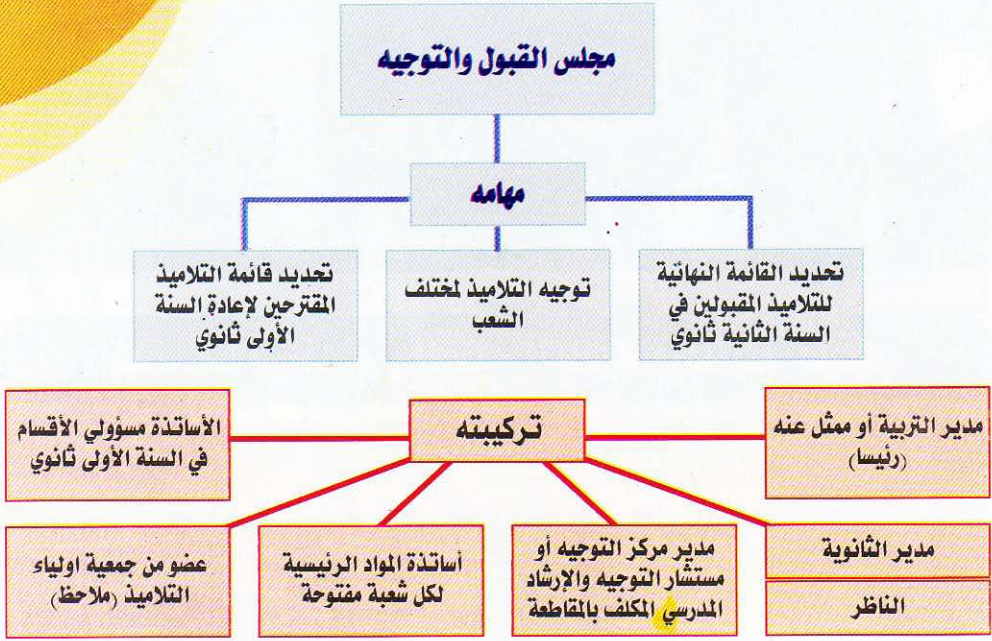 مجلس القبول والتوجيه
مهامه
تحديد القائمة النهائية
للتلاميذ المقبولين في
السنة الثانية ثانوي
توجيه التلاميذ لمختلف
الشعب
تحديد قائمة التلاميذ
المقترحين لإعادة السنة
الأولى ثانوي
تركيبته
مدير التربية أو ممثل عنه
(رئيسا)
الأساتذة مسؤولي الأقسام
في السنة الأولى ثانوي
مدير الثانوية
الناظر
مدير مركز التوجيه أو
مستشار التوجيه والإرشاد
المدرسي المكلف بالمقاطعة
أساتذة المواد الرئيسية
لكل شعبة مفتوحة
عضو من جمعية اولياء
التلاميذ (ملاحظ)